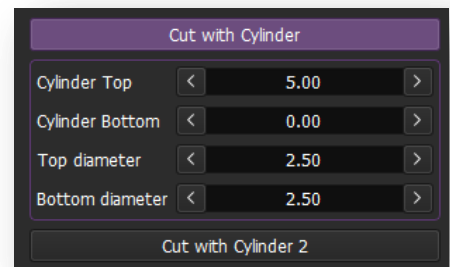 Cut with Cylinder
Cylinder Top < 5.00 >
Cylinder Bottom < 0.00 >
Top diameter < 2.50 >
Bottom diameter < 2.50 >
Cut with Cylinder 2